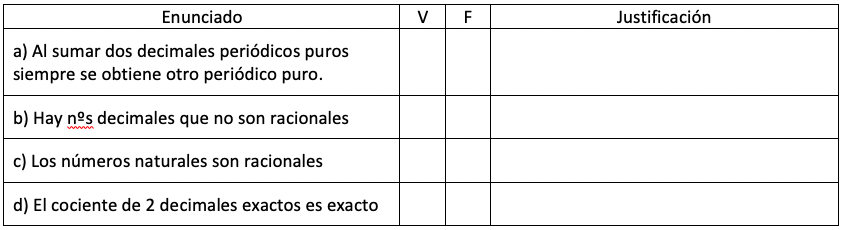 Enunciado V F Justificación
a) Al sumar dos decimales periódicos puros
siempre se obtiene otro periódico puro.
b) Hay nºs decimales que no son racionales
c) Los números naturales son racionales
d) El cociente de 2 decimales exactos es exacto